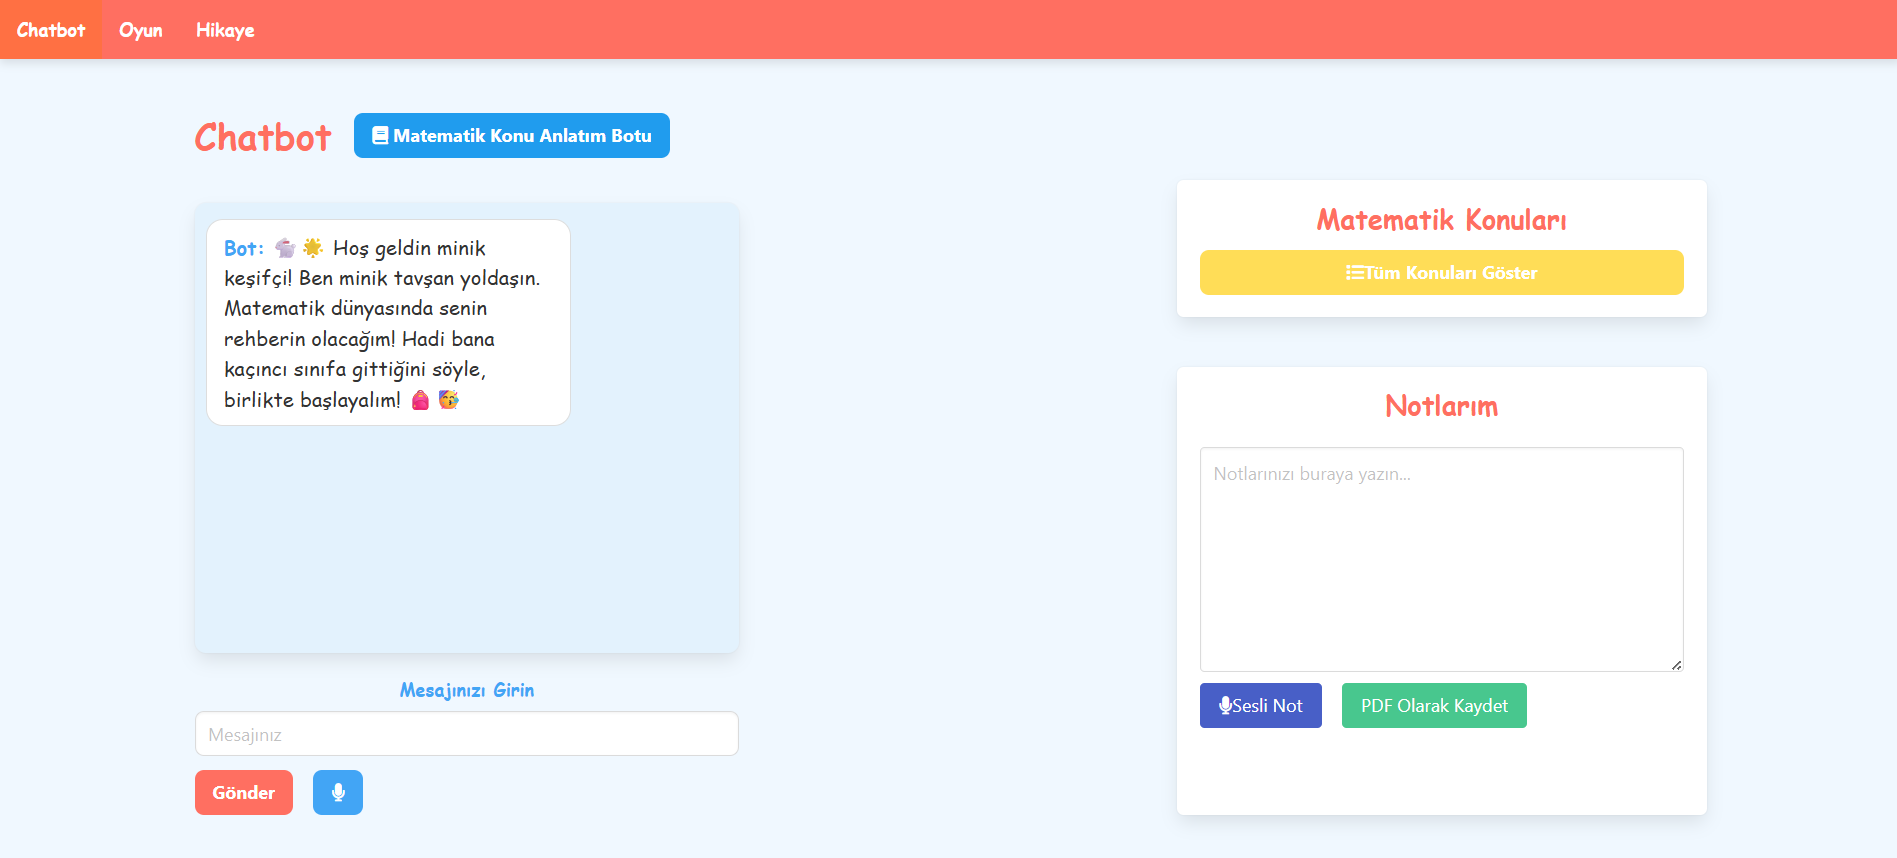 Chatbot Oyun Hikaye
Chatbot
Matematik Konu Anlatım Botu
Bot: 🐇 🌟 Hoş geldin minik
keşifçi! Ben minik tavşan yoldaşın.
Matematik dünyasında senin
rehberin olacağım! Hadi bana
kaçıncı sınıfa gittiğini söyle,
birlikte başlayalım! 🎒 🥳
Mesajınızı Girin
Mesajınız
Gönder
Matematik Konuları
Tüm Konuları Göster
Notlarım
Notlarınızı buraya yazın...
Sesli Not
PDF Olarak Kaydet